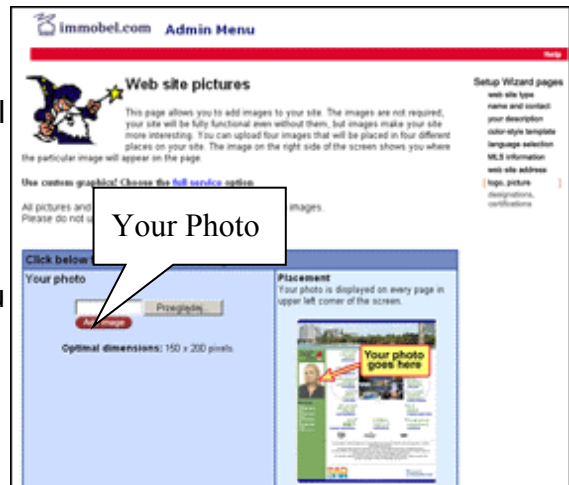 immobel.com Admin Menu
Help
Web site pictures
This page allows you to add images to your site. The images are not required,
your site will be fully functional even without them, but images make your site
more interesting. You can upload four images that will be placed in four different
places on your site. The image on the right side of the screen shows you where
the particular image will appear on the page.
Use custom graphics! Choose the full service option
All pictures and images.
Please do not u
Your Photo
Click below
Your photo
Przeglądaj...
Add image
Optimal dimensions: 150 x 200 pixels
Placement
Your photo is displayed on every page in
upper left corner of the screen.
Your photo
goes here
Setup Wizard pages
web site type
name and contact
your description
color-style template
language selection
MLS information
web site address
[ logo, picture ]
designations,
certifications